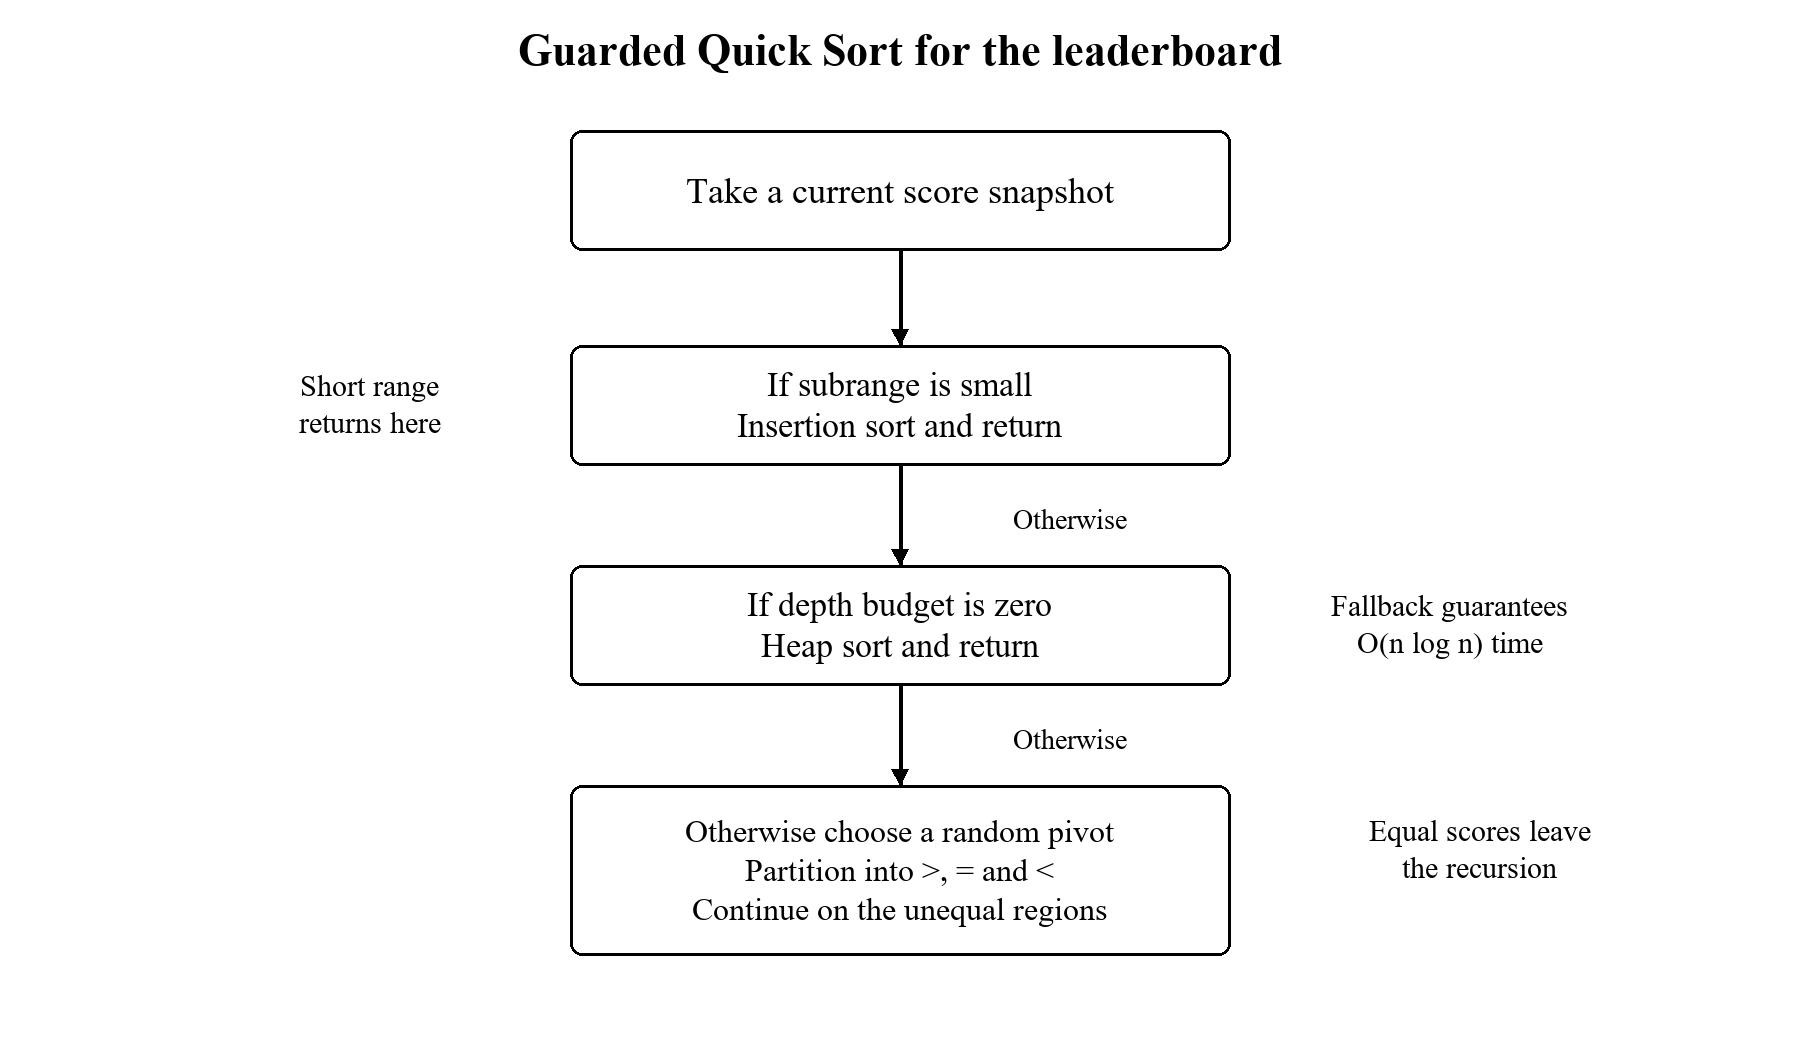 Guarded Quick Sort for the leaderboard
Take a current score snapshot
Short range
returns here
If subrange is small
Insertion sort and return
Otherwise
If depth budget is zero
Heap sort and return
Fallback guarantees
O(n log n) time
Otherwise
Otherwise choose a random pivot
Partition into >, = and <
Continue on the unequal regions
Equal scores leave
the recursion